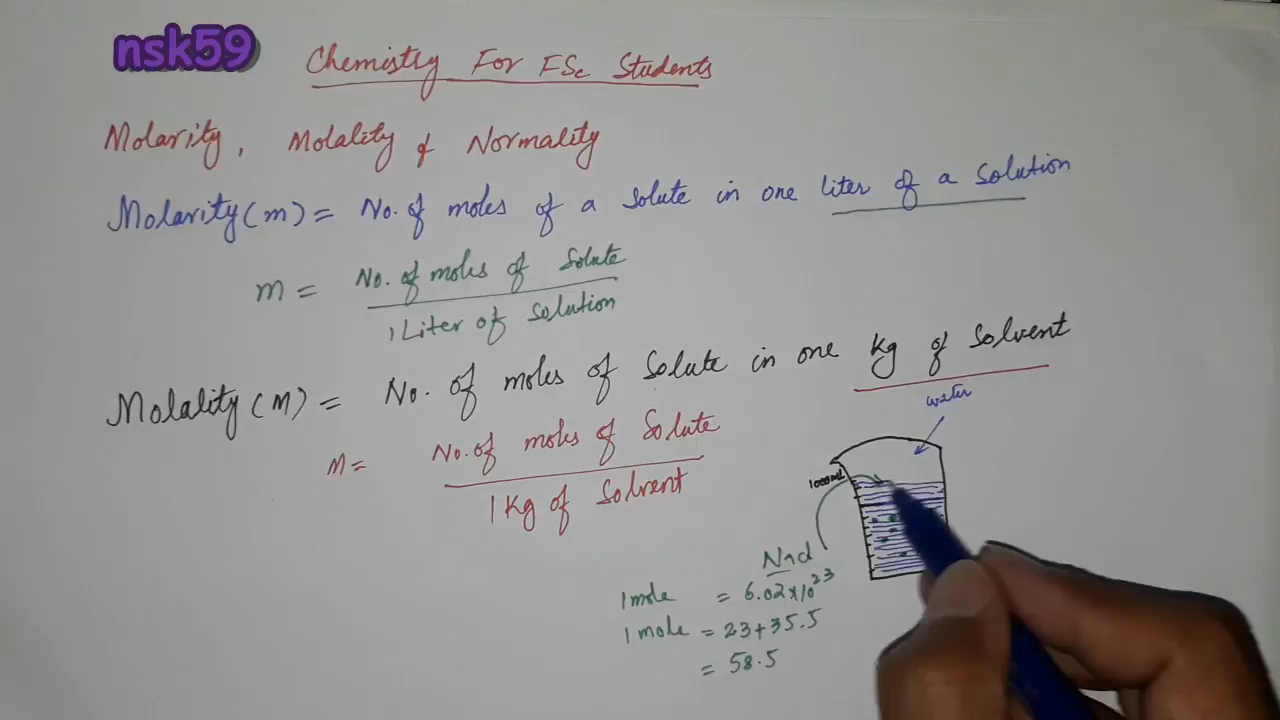 nsk59
Chemistry For FSc Students
Molarity, Molality & Normality
Molarity (m) = No. of moles of a Solute in one liter of a Solution
m = No. of moles of Solute
1 Liter of Solution
Molality (M) = No. of moles of Solute in one Kg of Solvent
water
M = No. of moles of Solute
1 Kg of Solvent
1000ml
NaCl
1 mole = 6.02×10^23
1 mole = 23+35.5
= 58.5